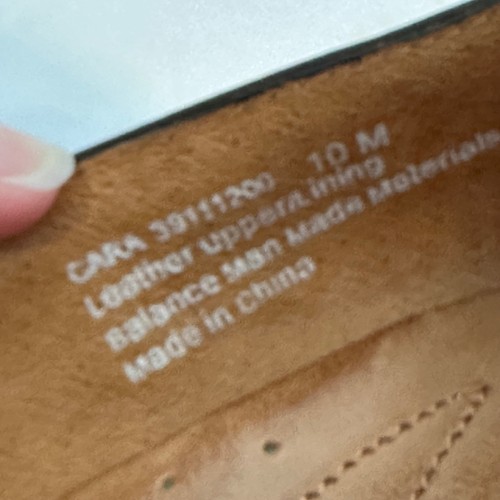 CARA 39111200 10 M
Leather upper/Lining
Balance Man Made Materials
Made in China